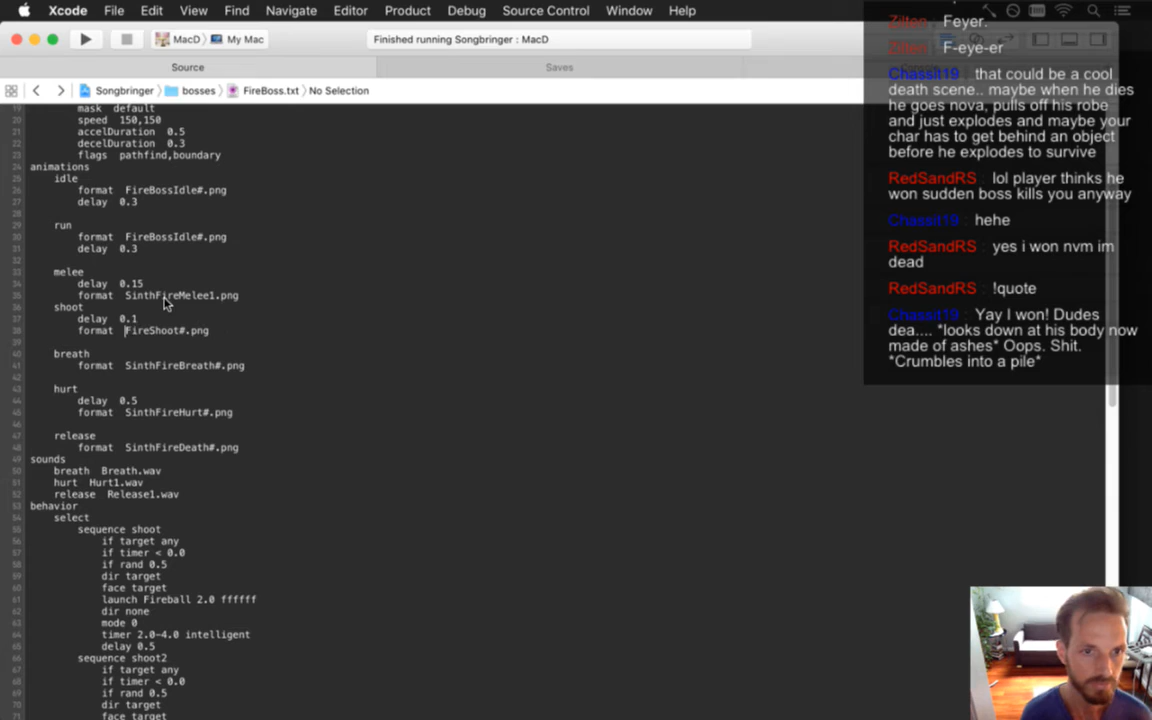 Xcode File Edit View Find Navigate Editor Product Debug Source Control Window Help
MacD My Mac
Finished running Songbringer : MacD
Source
Saves
Songbringer bosses FireBoss.txt No Selection
mask default
speed 150,150
accelDuration 0.5
decelDuration 0.3
flags pathfind,boundary
animations
idle
format FireBossIdle#.png
delay 0.3
run
format FireBossIdle#.png
delay 0.3
melee
delay 0.15
format SinthFireMelee1.png
shoot
delay 0.1
format FireShoot#.png
breath
format SinthFireBreath#.png
hurt
delay 0.5
format SinthFireHurt#.png
release
format SinthFireDeath#.png
sounds
breath Breath.wav
hurt Hurt1.wav
release Release1.wav
behavior
select
sequence shoot
if target any
if timer < 0.0
if rand 0.5
dir target
face target
launch Fireball 2.0 ffffff
dir none
mode 0
timer 2.0-4.0 intelligent
delay 0.5
sequence shoot2
if target any
if timer < 0.0
if rand 0.5
dir target
face target
Feyer.
F-eye-er
Chassit19 : that could be a cool
death scene.. maybe when he dies
he goes nova, pulls off his robe
and just explodes and maybe your
char has to get behind an object
before he explodes to survive
RedSandRS : lol player thinks he
won sudden boss kills you anyway
Chassit19 : hehe
RedSandRS : yes i won nvm im
dead
RedSandRS : !quote
Chassit19 : Yay I won! Dudes
dea.... *looks down at his body now
made of ashes* Oops. Shit.
*Crumbles into a pile*